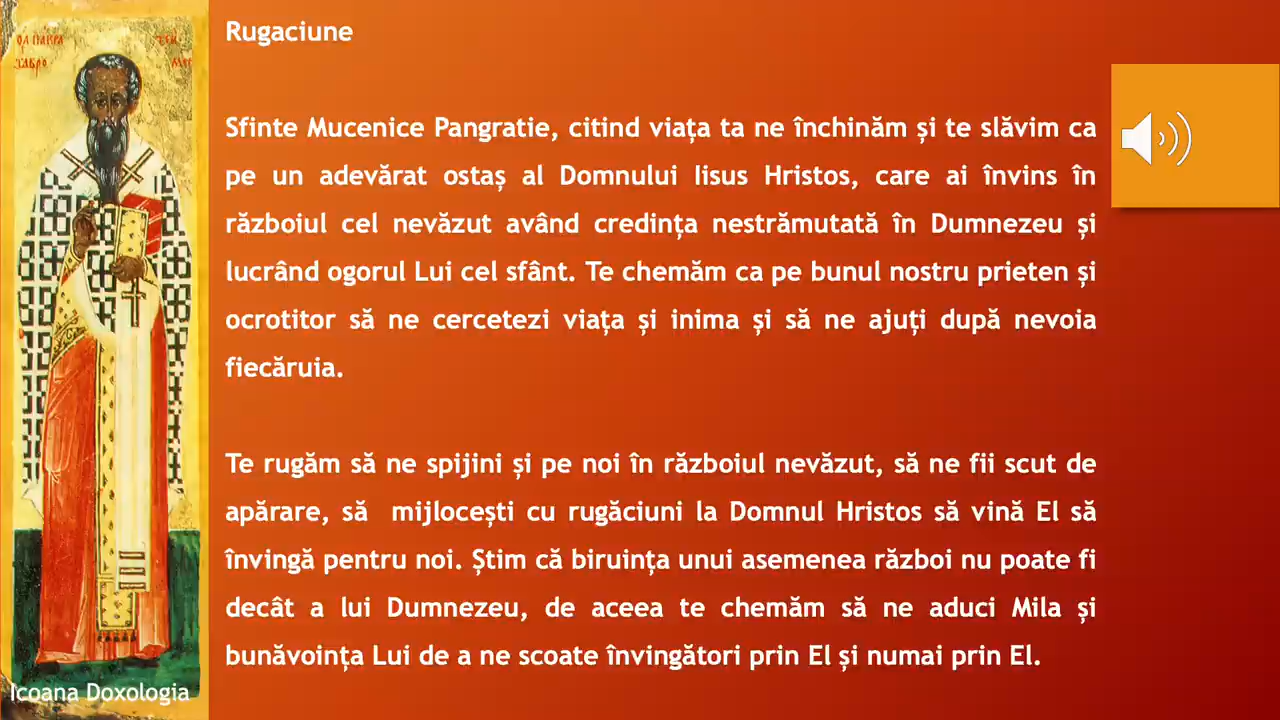 Rugaciune
Sfinte Mucenice Pangratie, citind viața ta ne închinăm și te slăvim ca
pe un adevărat ostaș al Domnului Iisus Hristos, care ai învins în
războiul cel nevăzut având credința nestrămutată în Dumnezeu și
lucrând ogorul Lui cel sfânt. Te chemăm ca pe bunul nostru prieten și
ocrotitor să ne cercetezi viața și inima și să ne ajuți după nevoia
fiecăruia.
Te rugăm să ne spijini și pe noi în războiul nevăzut, să ne fii scut de
apărare, să  mijlocești cu rugăciuni la Domnul Hristos să vină El să
învingă pentru noi. Știm că biruința unui asemenea război nu poate fi
decât a lui Dumnezeu, de aceea te chemăm să ne aduci Mila și
bunăvoința Lui de a ne scoate învingători prin El și numai prin El.
Icoana Doxologia